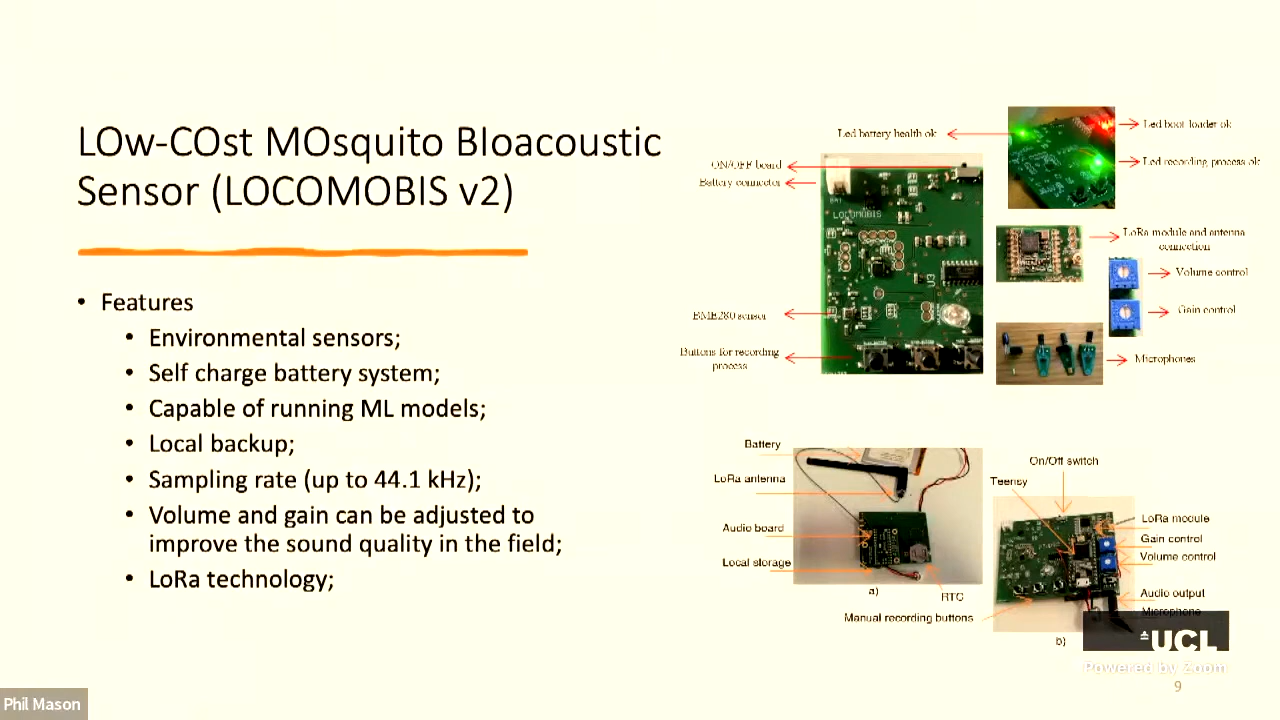 LOw-COst MOsquito BIoacoustic
Sensor (LOCOMOBIS v2)
• Features
• Environmental sensors;
• Self charge battery system;
• Capable of running ML models;
• Local backup;
• Sampling rate (up to 44.1 kHz);
• Volume and gain can be adjusted to
improve the sound quality in the field;
• LoRa technology;
Led battery health ok
Led boot loader ok
Led recording process ok
ON/OFF board
Battery connector
LOCOMOBIS
BME280 sensor
Buttons for recording
process
LoRa module and antenna
connection
Volume control
Gain control
Microphones
Battery
LoRa antenna
Audio board
Local storage
a)
RTC
Manual recording buttons
On/Off switch
Teensy
LoRa module
Gain control
Volume control
Audio output
Microphone
b)
UCL
Powered by Zoom
9
Phil Mason